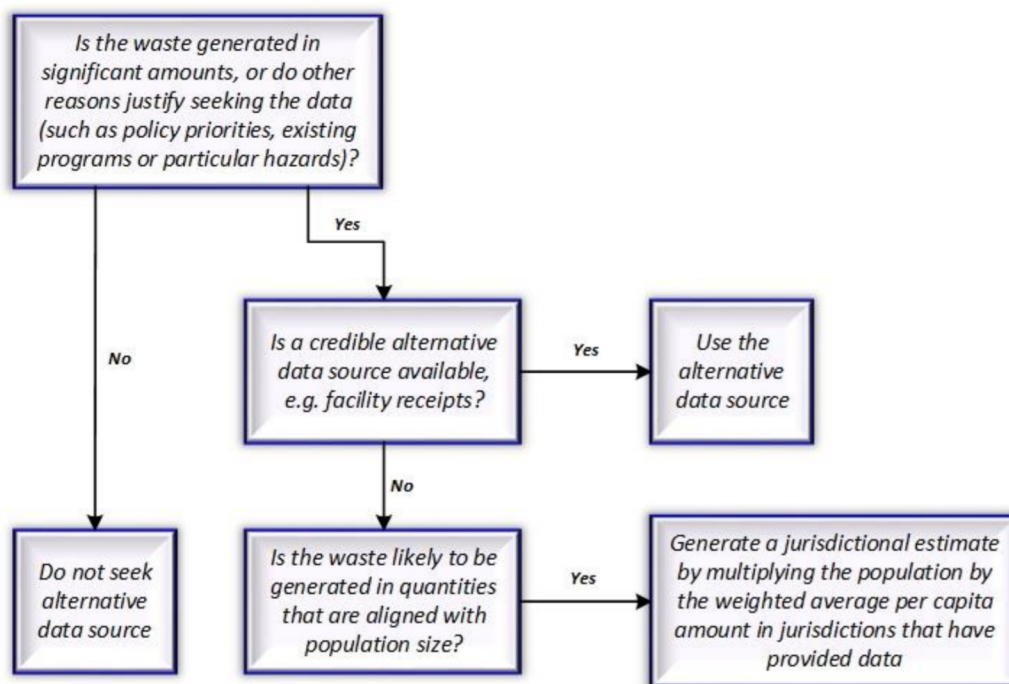 Is the waste generated in
significant amounts, or do other
reasons justify seeking the data
(such as policy priorities, existing
programs or particular hazards)?
Yes
No
Is a credible alternative
data source available,
e.g. facility receipts?
Yes
Use the
alternative
data source
No
Do not seek
alternative
data source
Is the waste likely to be
generated in quantities
that are aligned with
population size?
Yes
Generate a jurisdictional estimate
by multiplying the population by
the weighted average per capita
amount in jurisdictions that have
provided data